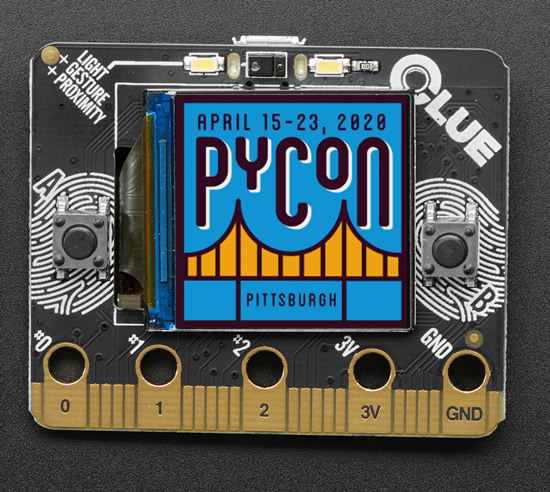 LIGHT
+ GESTURE
+ PROXIMITY
CLUE
APRIL 15-23, 2020
PYCON
PITTSBURGH
A
B
#0
#1
#2
3V
GND
0
1
2
3V
GND